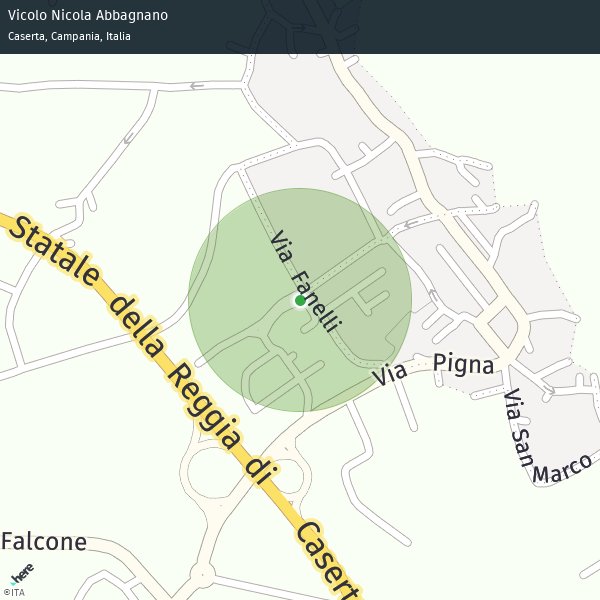 Vicolo Nicola Abbagnano
Caserta, Campania, Italia
Via Fanelli
Statale della Reggia di Casert
Via Pigna
Via San Marco
Falcone
here
©ITA